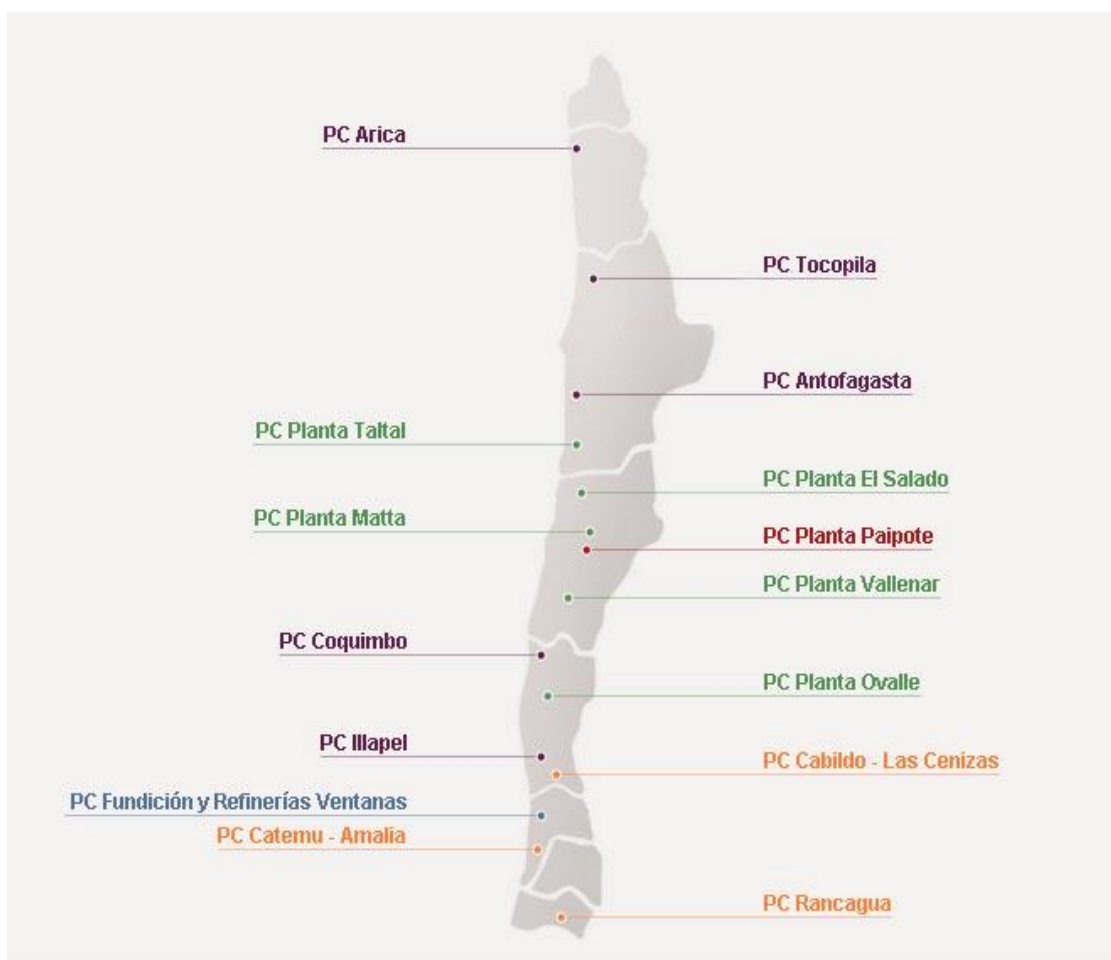 PC Arica
PC Tocopila
PC Antofagasta
PC Planta Taltal
PC Planta El Salado
PC Planta Matta
PC Planta Paipote
PC Planta Vallenar
PC Coquimbo
PC Planta Ovalle
PC Illapel
PC Cabildo - Las Cenizas
PC Fundición y Refinerías Ventanas
PC Catemu - Amalia
PC Rancagua